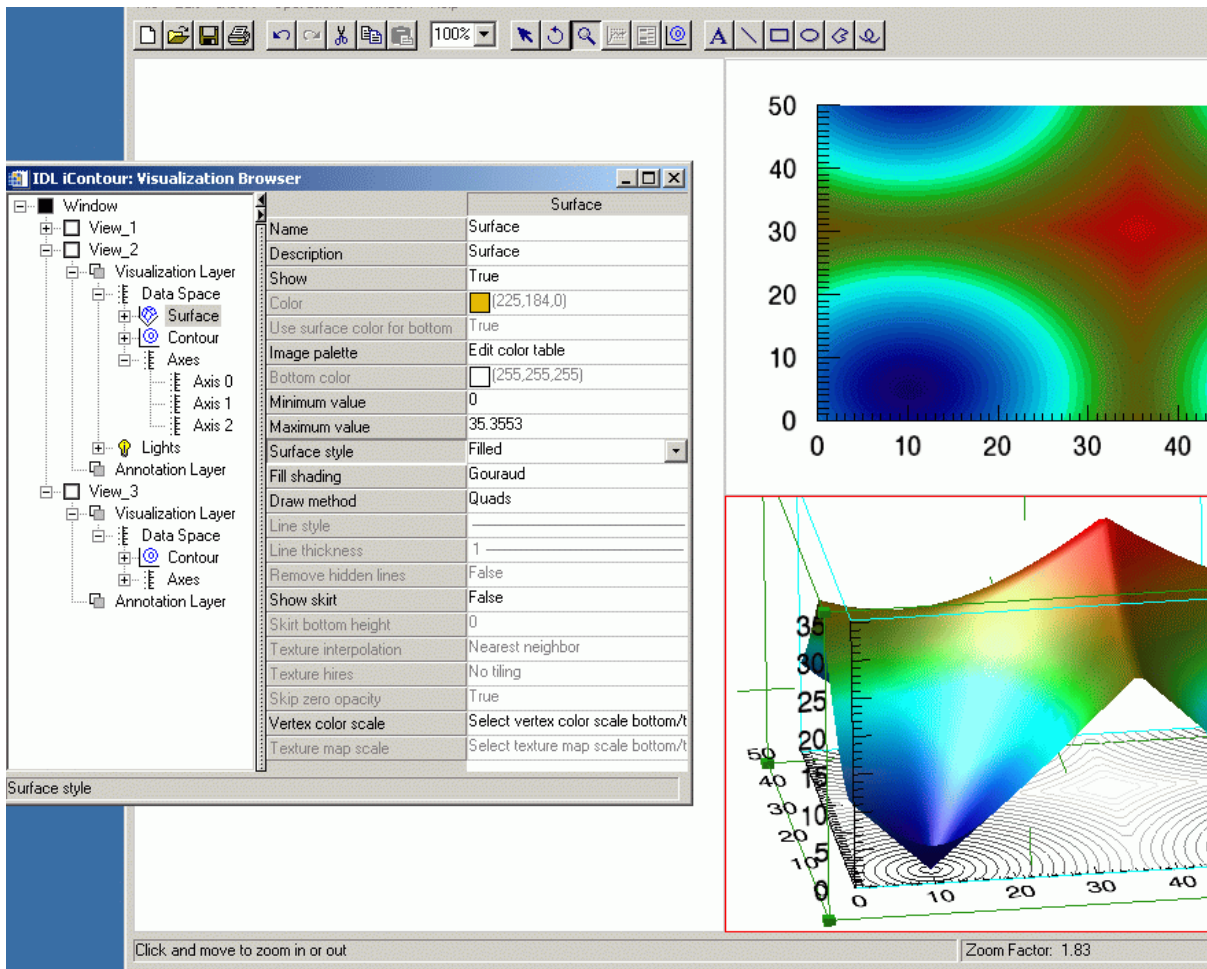 100%
50
40
30
20
10
0
0 10 20 30 40
IDL iContour: Visualization Browser
Window
View_1
View_2
Visualization Layer
Data Space
Surface
Contour
Axes
Axis 0
Axis 1
Axis 2
Lights
Annotation Layer
View_3
Visualization Layer
Data Space
Contour
Axes
Annotation Layer
Surface
Name Surface
Description Surface
Show True
Color (225,184,0)
Use surface color for bottom True
Image palette Edit color table
Bottom color (255,255,255)
Minimum value 0
Maximum value 35.3553
Surface style Filled
Fill shading Gouraud
Draw method Quads
Line style
Line thickness 1
Remove hidden lines False
Show skirt False
Skirt bottom height 0
Texture interpolation Nearest neighbor
Texture hires No tiling
Skip zero opacity True
Vertex color scale Select vertex color scale bottom/t
Texture map scale Select texture map scale bottom/t
Surface style
35
30
25
20
15
10
5
0
50
40
30
20
10
0 10 20 30 40
Click and move to zoom in or out
Zoom Factor: 1.83